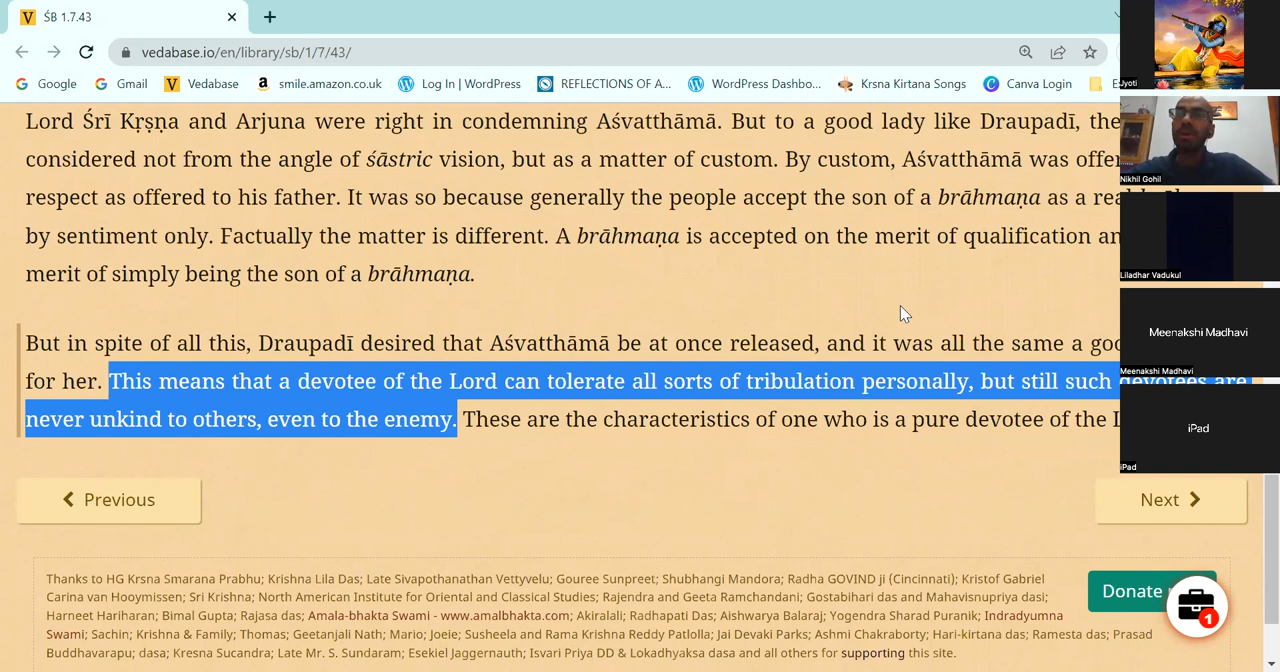 ŚB 1.7.43
vedabase.io/en/library/sb/1/7/43/
Google Gmail Vedabase smile.amazon.co.uk Log In | WordPress REFLECTIONS OF A... WordPress Dashbo... Krsna Kirtana Songs Canva Login
Jyoti
Lord Śrī Kṛṣṇa and Arjuna were right in condemning Aśvatthāmā. But to a good lady like Draupadī, the
considered not from the angle of śāstric vision, but as a matter of custom. By custom, Aśvatthāmā was offer
Nikhil Gohil
respect as offered to his father. It was so because generally the people accept the son of a brāhmaṇa as a
by sentiment only. Factually the matter is different. A brāhmaṇa is accepted on the merit of qualification an
merit of simply being the son of a brāhmaṇa.
Liladhar Vadukul
But in spite of all this, Draupadī desired that Aśvatthāmā be at once released, and it was all the same a goo
Meenakshi Madhavi
Meenakshi Madhavi
for her. This means that a devotee of the Lord can tolerate all sorts of tribulation personally, but still such devotees are
never unkind to others, even to the enemy. These are the characteristics of one who is a pure devotee of the
iPad
iPad
Previous
Next
Thanks to HG Krsna Smarana Prabhu; Krishna Lila Das; Late Sivapothanathan Vettyvelu; Gouree Sunpreet; Shubhangi Mandora; Radha GOVIND ji (Cincinnati); Kristof Gabriel
Carina van Hooymissen; Sri Krishna; North American Institute for Oriental and Classical Studies; Rajendra and Geeta Ramchandani; Gostabihari das and Mahavisnupriya dasi;
Harneet Hariharan; Bimal Gupta; Rajasa das; Amala-bhakta Swami - www.amalbhakta.com; Akiralali; Radhapati Das; Aishwarya Balaraj; Yogendra Sharad Puranik; Indradyumna
Swami; Sachin; Krishna & Family; Thomas; Geetanjali Nath; Mario; Joeie; Susheela and Rama Krishna Reddy Patlolla; Jai Devaki Parks; Ashmi Chakraborty; Hari-kirtana das; Ramesta das; Prasad
Buddhavarapu; dasa; Kresna Sucandra; Late Mr. S. Sundaram; Esekiel Jaggernauth; Isvari Priya DD & Lokadhyaksa dasa and all others for supporting this site.
Donate
1